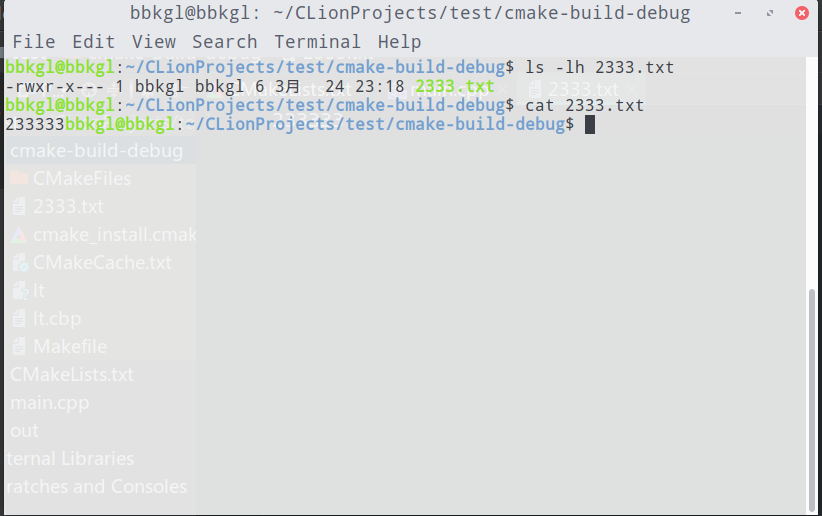 bbkgl@bbkgl: ~/CLionProjects/test/cmake-build-debug
File Edit View Search Terminal Help
bbkgl@bbkgl:~/CLionProjects/test/cmake-build-debug$ ls -lh 2333.txt
-rwxr-x--- 1 bbkgl bbkgl 6 3月 24 23:18 2333.txt
bbkgl@bbkgl:~/CLionProjects/test/cmake-build-debug$ cat 2333.txt
233333bbkgl@bbkgl:~/CLionProjects/test/cmake-build-debug$
cmake-build-debug
CMakeFiles
2333.txt
cmake_install.cmak
CMakeCache.txt
lt
lt.cbp
Makefile
CMakeLists.txt
main.cpp
out
ternal Libraries
ratches and Consoles